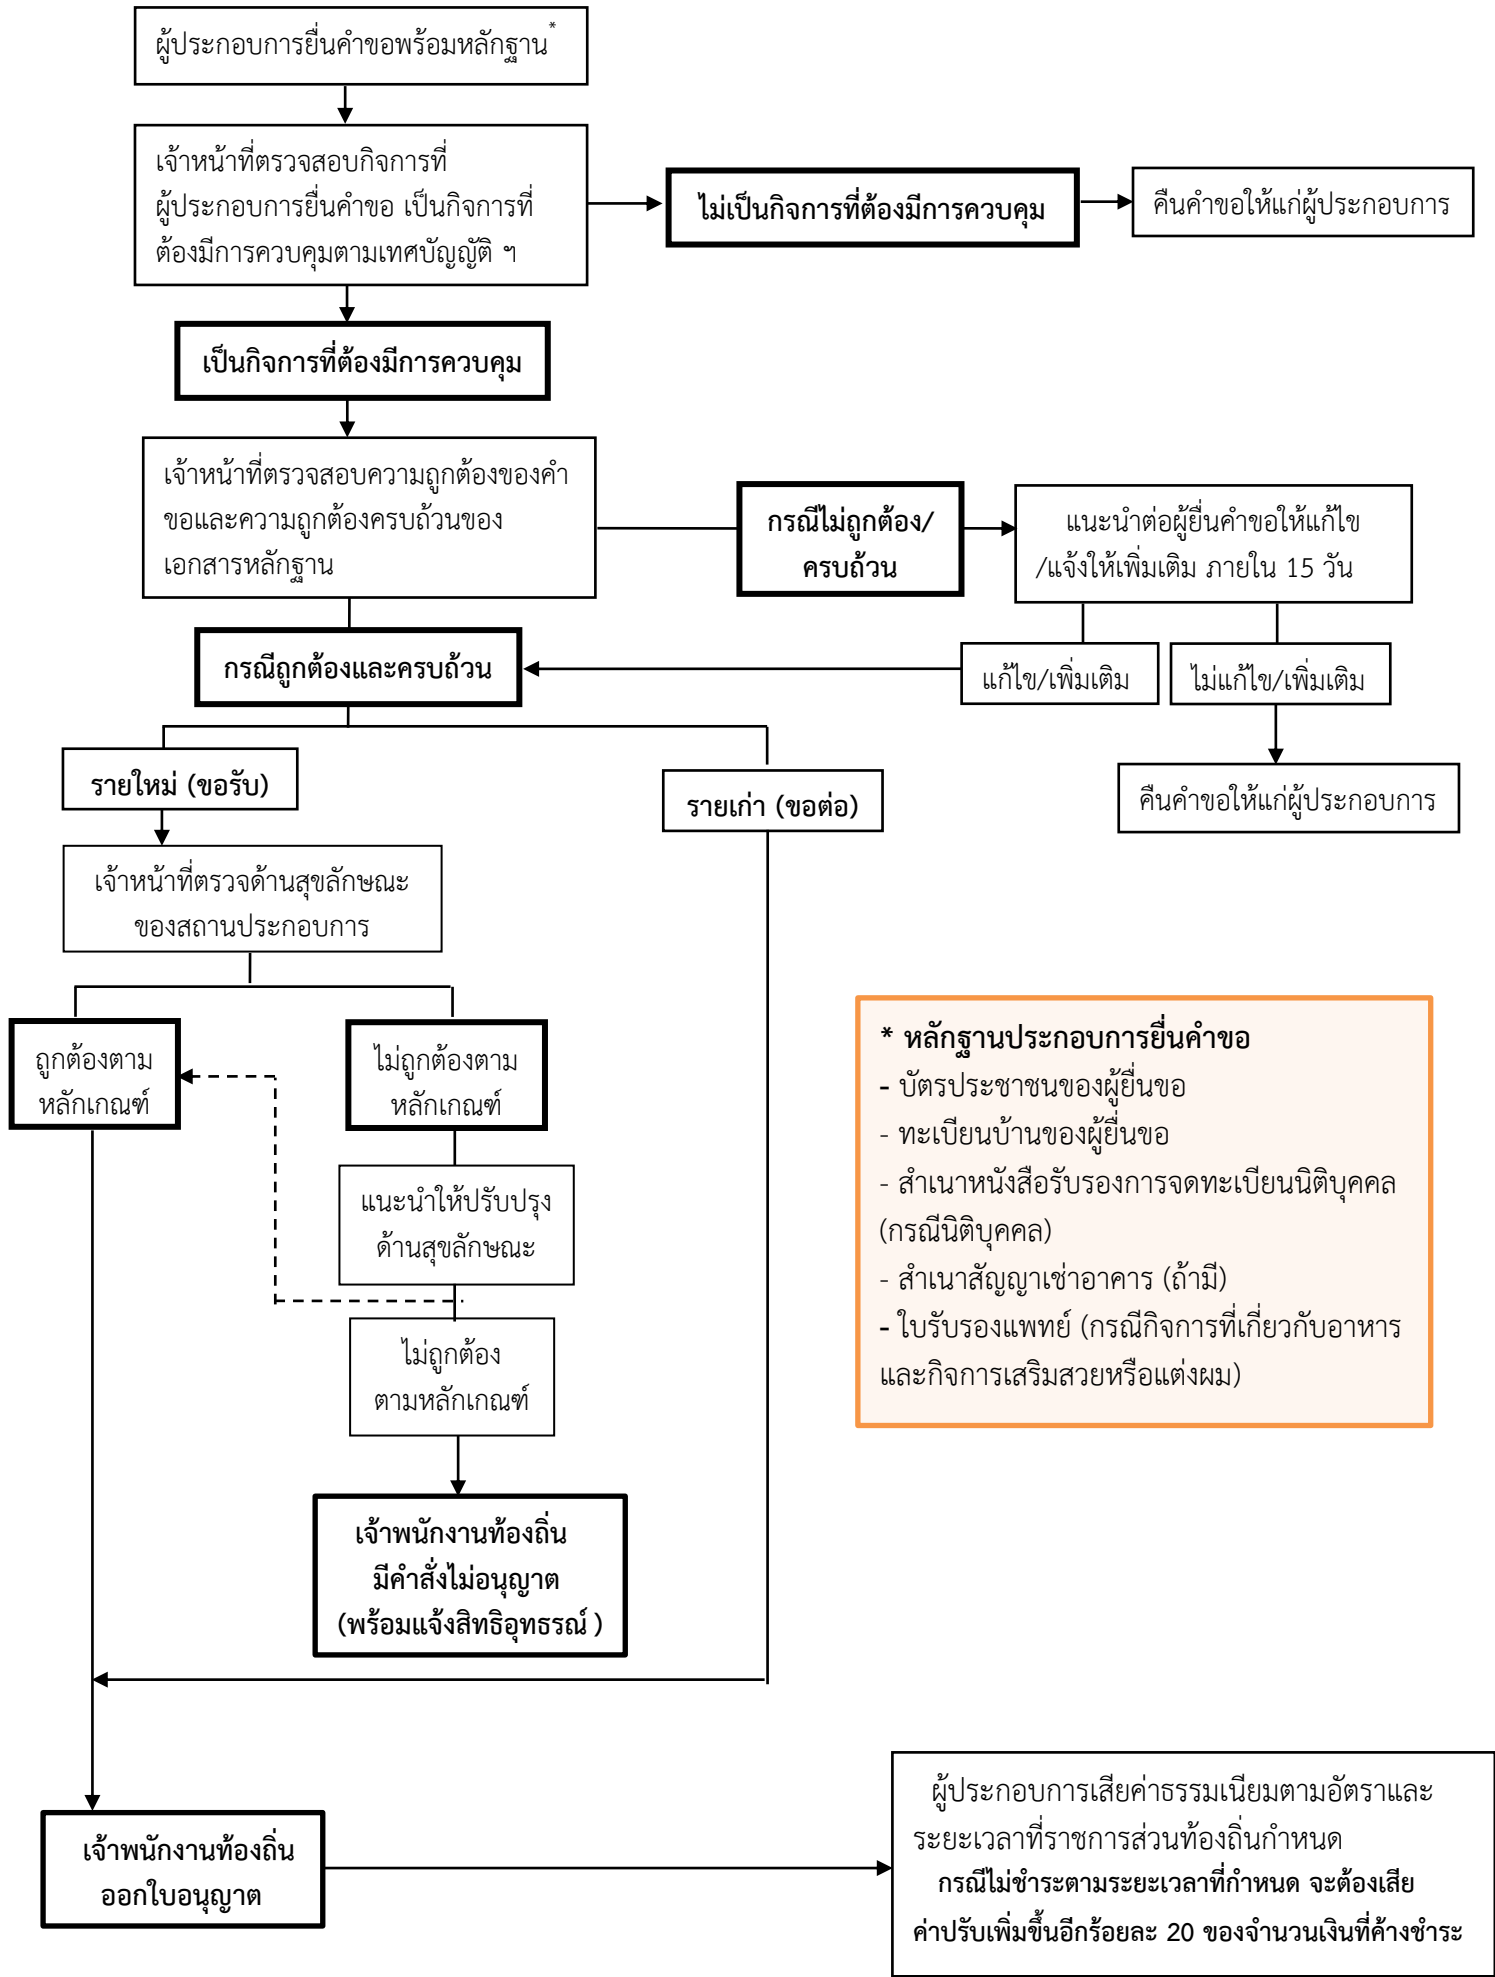 ผู้ประกอบการยื่นคำขอพร้อมหลักฐาน*
เจ้าหน้าที่ตรวจสอบกิจการที่
ผู้ประกอบการยื่นคำขอ เป็นกิจการที่
ต้องมีการควบคุมตามเทศบัญญัติ ฯ
ไม่เป็นกิจการที่ต้องมีการควบคุม
คืนคำขอให้แก่ผู้ประกอบการ
เป็นกิจการที่ต้องมีการควบคุม
เจ้าหน้าที่ตรวจสอบความถูกต้องของคำ
ขอและความถูกต้องครบถ้วนของ
เอกสารหลักฐาน
กรณีไม่ถูกต้อง/
ครบถ้วน
แนะนำต่อผู้ยื่นคำขอให้แก้ไข
/แจ้งให้เพิ่มเติม ภายใน 15 วัน
กรณีถูกต้องและครบถ้วน
แก้ไข/เพิ่มเติม
ไม่แก้ไข/เพิ่มเติม
คืนคำขอให้แก่ผู้ประกอบการ
รายใหม่ (ขอรับ)
รายเก่า (ขอต่อ)
เจ้าหน้าที่ตรวจด้านสุขลักษณะ
ของสถานประกอบการ
ถูกต้องตาม
หลักเกณฑ์
ไม่ถูกต้องตาม
หลักเกณฑ์
แนะนำให้ปรับปรุง
ด้านสุขลักษณะ
ไม่ถูกต้อง
ตามหลักเกณฑ์
เจ้าพนักงานท้องถิ่น
มีคำสั่งไม่อนุญาต
(พร้อมแจ้งสิทธิอุทธรณ์ )
* หลักฐานประกอบการยื่นคำขอ
- บัตรประชาชนของผู้ยื่นขอ
- ทะเบียนบ้านของผู้ยื่นขอ
- สำเนาหนังสือรับรองการจดทะเบียนนิติบุคคล
(กรณีนิติบุคคล)
- สำเนาสัญญาเช่าอาคาร (ถ้ามี)
- ใบรับรองแพทย์ (กรณีกิจการที่เกี่ยวกับอาหาร
และกิจการเสริมสวยหรือแต่งผม)
เจ้าพนักงานท้องถิ่น
ออกใบอนุญาต
ผู้ประกอบการเสียค่าธรรมเนียมตามอัตราและ
ระยะเวลาที่ราชการส่วนท้องถิ่นกำหนด
กรณีไม่ชำระตามระยะเวลาที่กำหนด จะต้องเสีย
ค่าปรับเพิ่มขึ้นอีกร้อยละ 20 ของจำนวนเงินที่ค้างชำระ